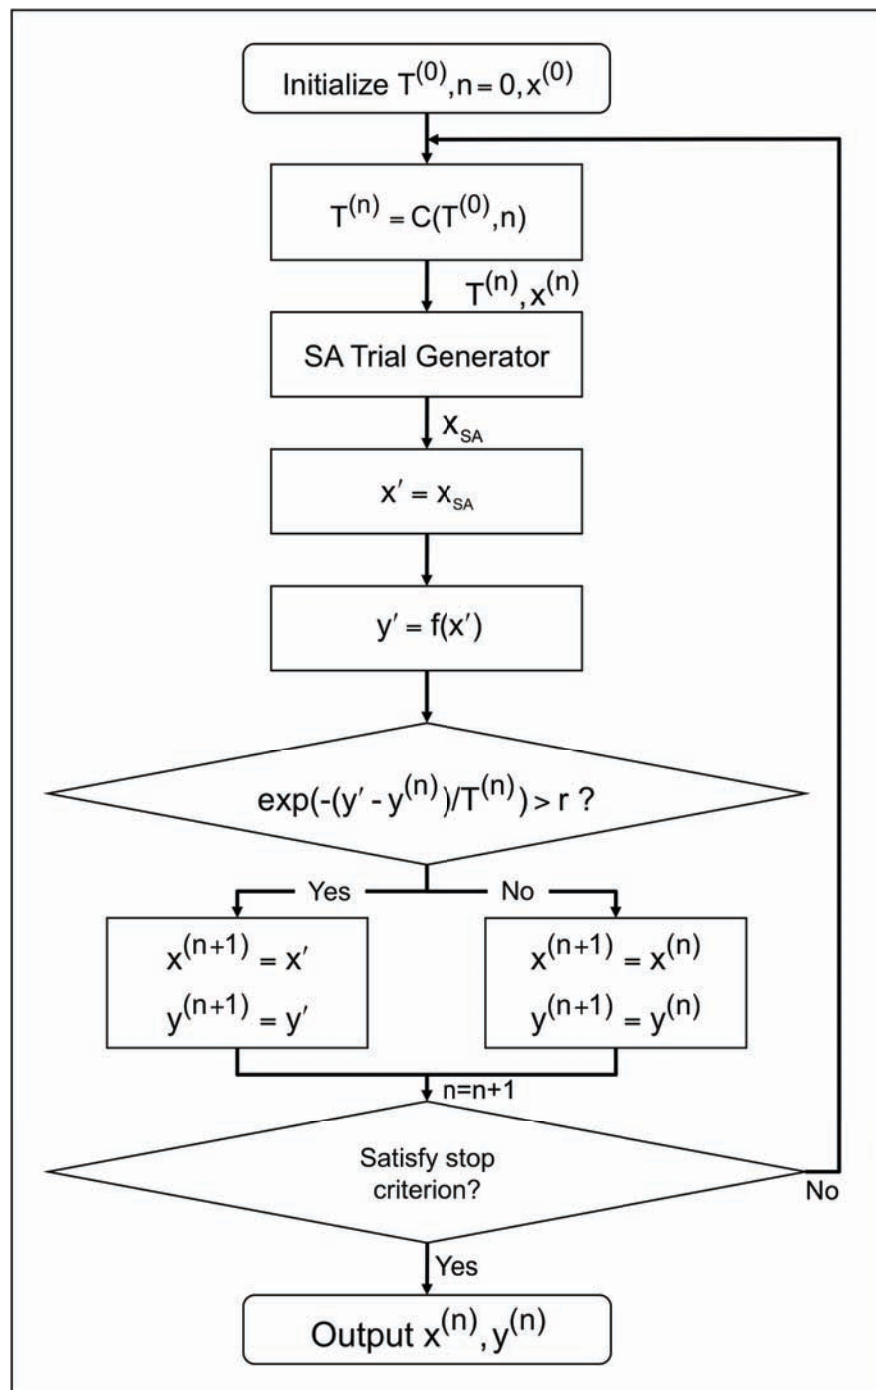 Initialize T^(0), n = 0, x^(0)
T^(n) = C(T^(0), n)
T^(n), x^(n)
SA Trial Generator
x_SA
x′ = x_SA
y′ = f(x′)
exp(-(y′ - y^(n))/T^(n)) > r ?
Yes
No
x^(n+1) = x′
y^(n+1) = y′
x^(n+1) = x^(n)
y^(n+1) = y^(n)
n=n+1
Satisfy stop
criterion?
No
Yes
Output x^(n), y^(n)